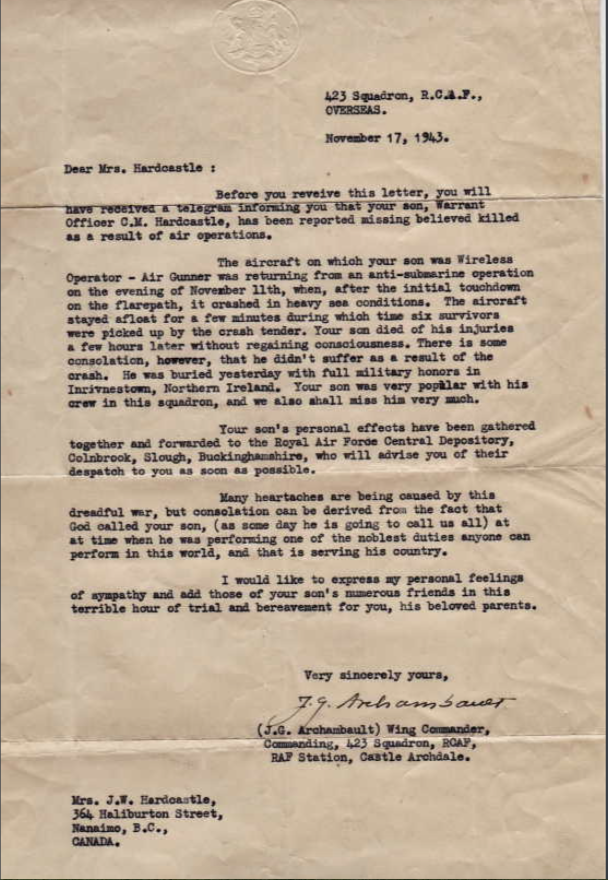 423 Squadron, R.C.A.F.,
OVERSEAS.
November 17, 1943.
Dear Mrs. Hardcastle :
Before you reveive this letter, you will
have received a telegram informing you that your son, Warrant
Officer C.M. Hardcastle, has been reported missing believed killed
as a result of air operations.
The aircraft on which your son was Wireless
Operator - Air Gunner was returning from an anti-submarine operation
on the evening of November 11th, when, after the initial touchdown
on the flarepath, it crashed in heavy sea conditions. The aircraft
stayed afloat for a few minutes during which time six survivors
were picked up by the crash tender. Your son died of his injuries
a few hours later without regaining consciousness. There is some
consolation, however, that he didn't suffer as a result of the
crash. He was buried yesterday with full military honors in
Inrivnestown, Northern Ireland. Your son was very popular with his
crew in this squadron, and we also shall miss him very much.
Your son's personal effects have been gathered
together and forwarded to the Royal Air Force Central Depository,
Colnbrook, Slough, Buckinghamshire, who will advise you of their
despatch to you as soon as possible.
Many heartaches are being caused by this
dreadful war, but consolation can be derived from the fact that
God called your son, (as some day he is going to call us all) at
at time when he was performing one of the noblest duties anyone can
perform in this world, and that is serving his country.
I would like to express my personal feelings
of sympathy and add those of your son's numerous friends in this
terrible hour of trial and bereavement for you, his beloved parents.
Very sincerely yours,
J.G. Archambault
(J.G. Archambault) Wing Commander,
Commanding, 423 Squadron, RCAF,
RAF Station, Castle Archdale.
Mrs. J.W. Hardcastle,
364 Haliburton Street,
Nanaimo, B.C.,
CANADA.